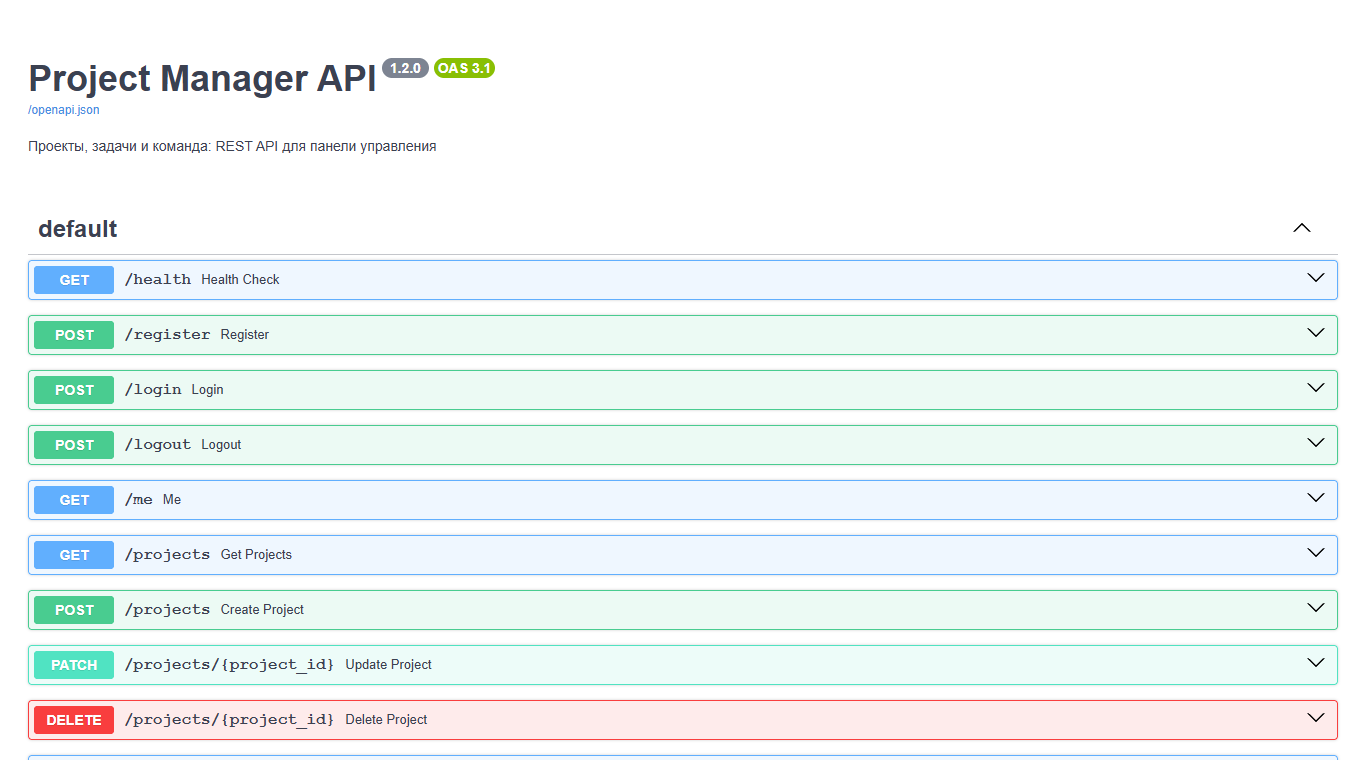 Project Manager API 1.2.0 OAS 3.1
/openapi.json
Проекты, задачи и команда: REST API для панели управления
default
GET /health Health Check
POST /register Register
POST /login Login
POST /logout Logout
GET /me Me
GET /projects Get Projects
POST /projects Create Project
PATCH /projects/{project_id} Update Project
DELETE /projects/{project_id} Delete Project